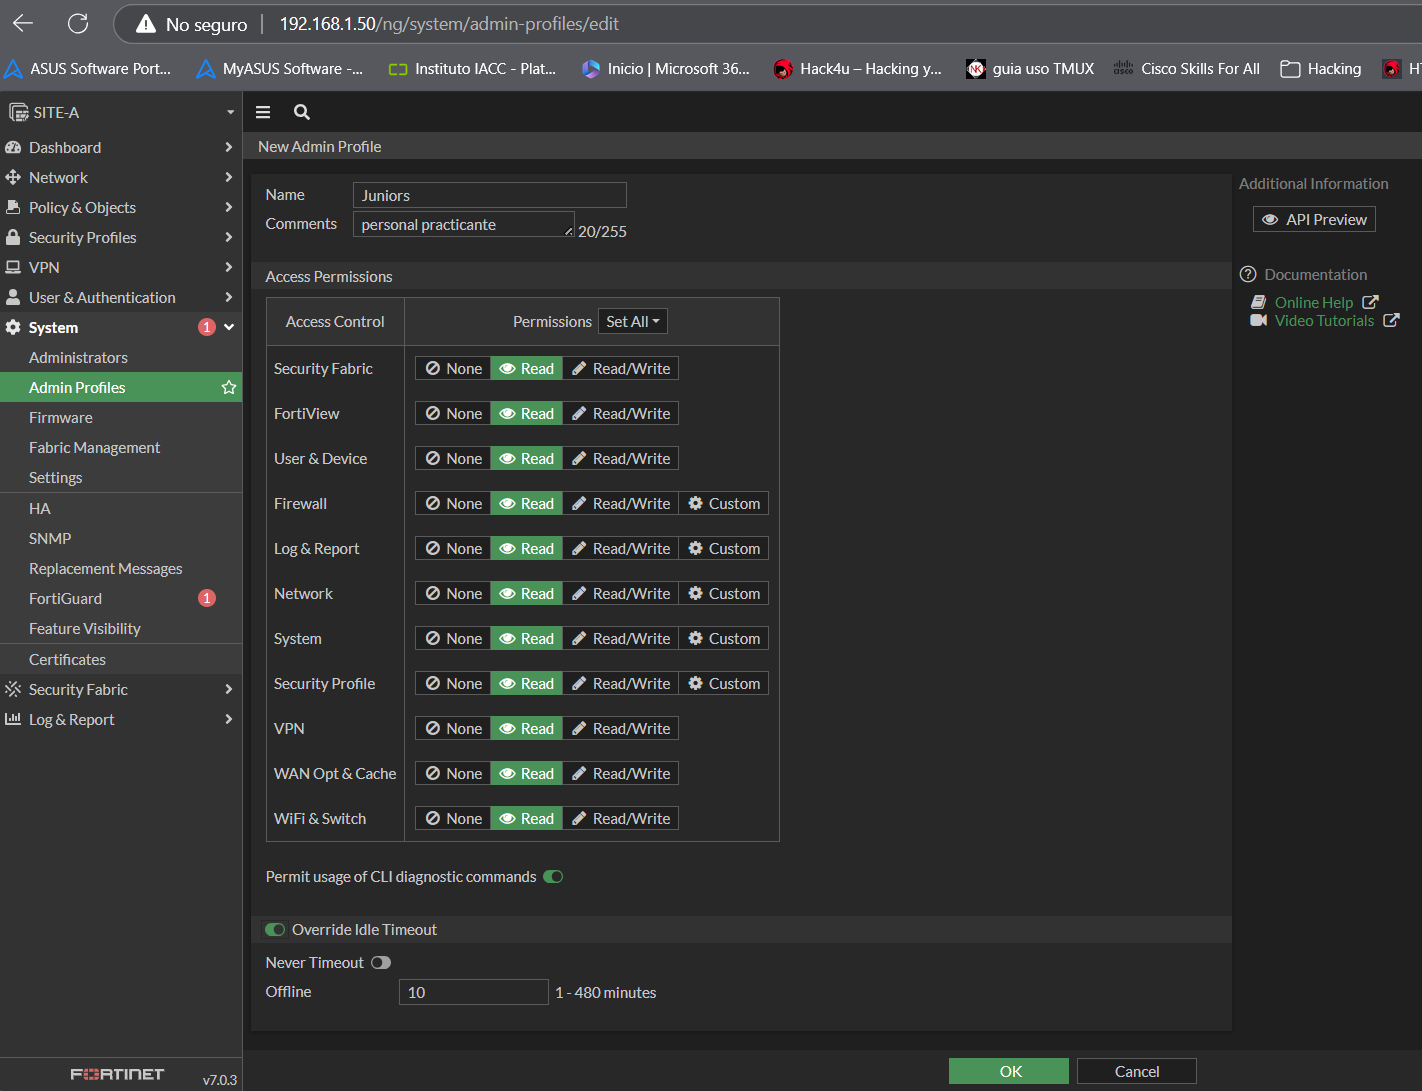 No seguro
192.168.1.50/ng/system/admin-profiles/edit
ASUS Software Port...
MyASUS Software -...
Instituto IACC - Plat...
Inicio | Microsoft 36...
Hack4u – Hacking y...
guia uso TMUX
Cisco Skills For All
Hacking
SITE-A
Dashboard
Network
Policy & Objects
Security Profiles
VPN
User & Authentication
System 1
Administrators
Admin Profiles
Firmware
Fabric Management
Settings
HA
SNMP
Replacement Messages
FortiGuard 1
Feature Visibility
Certificates
Security Fabric
Log & Report
FORTINET
v7.0.3
New Admin Profile
Name Juniors
Comments personal practicante 20/255
Access Permissions
Access Control Permissions Set All
Security Fabric None Read Read/Write
FortiView None Read Read/Write
User & Device None Read Read/Write
Firewall None Read Read/Write Custom
Log & Report None Read Read/Write Custom
Network None Read Read/Write Custom
System None Read Read/Write Custom
Security Profile None Read Read/Write Custom
VPN None Read Read/Write
WAN Opt & Cache None Read Read/Write
WiFi & Switch None Read Read/Write
Permit usage of CLI diagnostic commands
Override Idle Timeout
Never Timeout
Offline 10 1 - 480 minutes
OK Cancel
Additional Information
API Preview
Documentation
Online Help
Video Tutorials